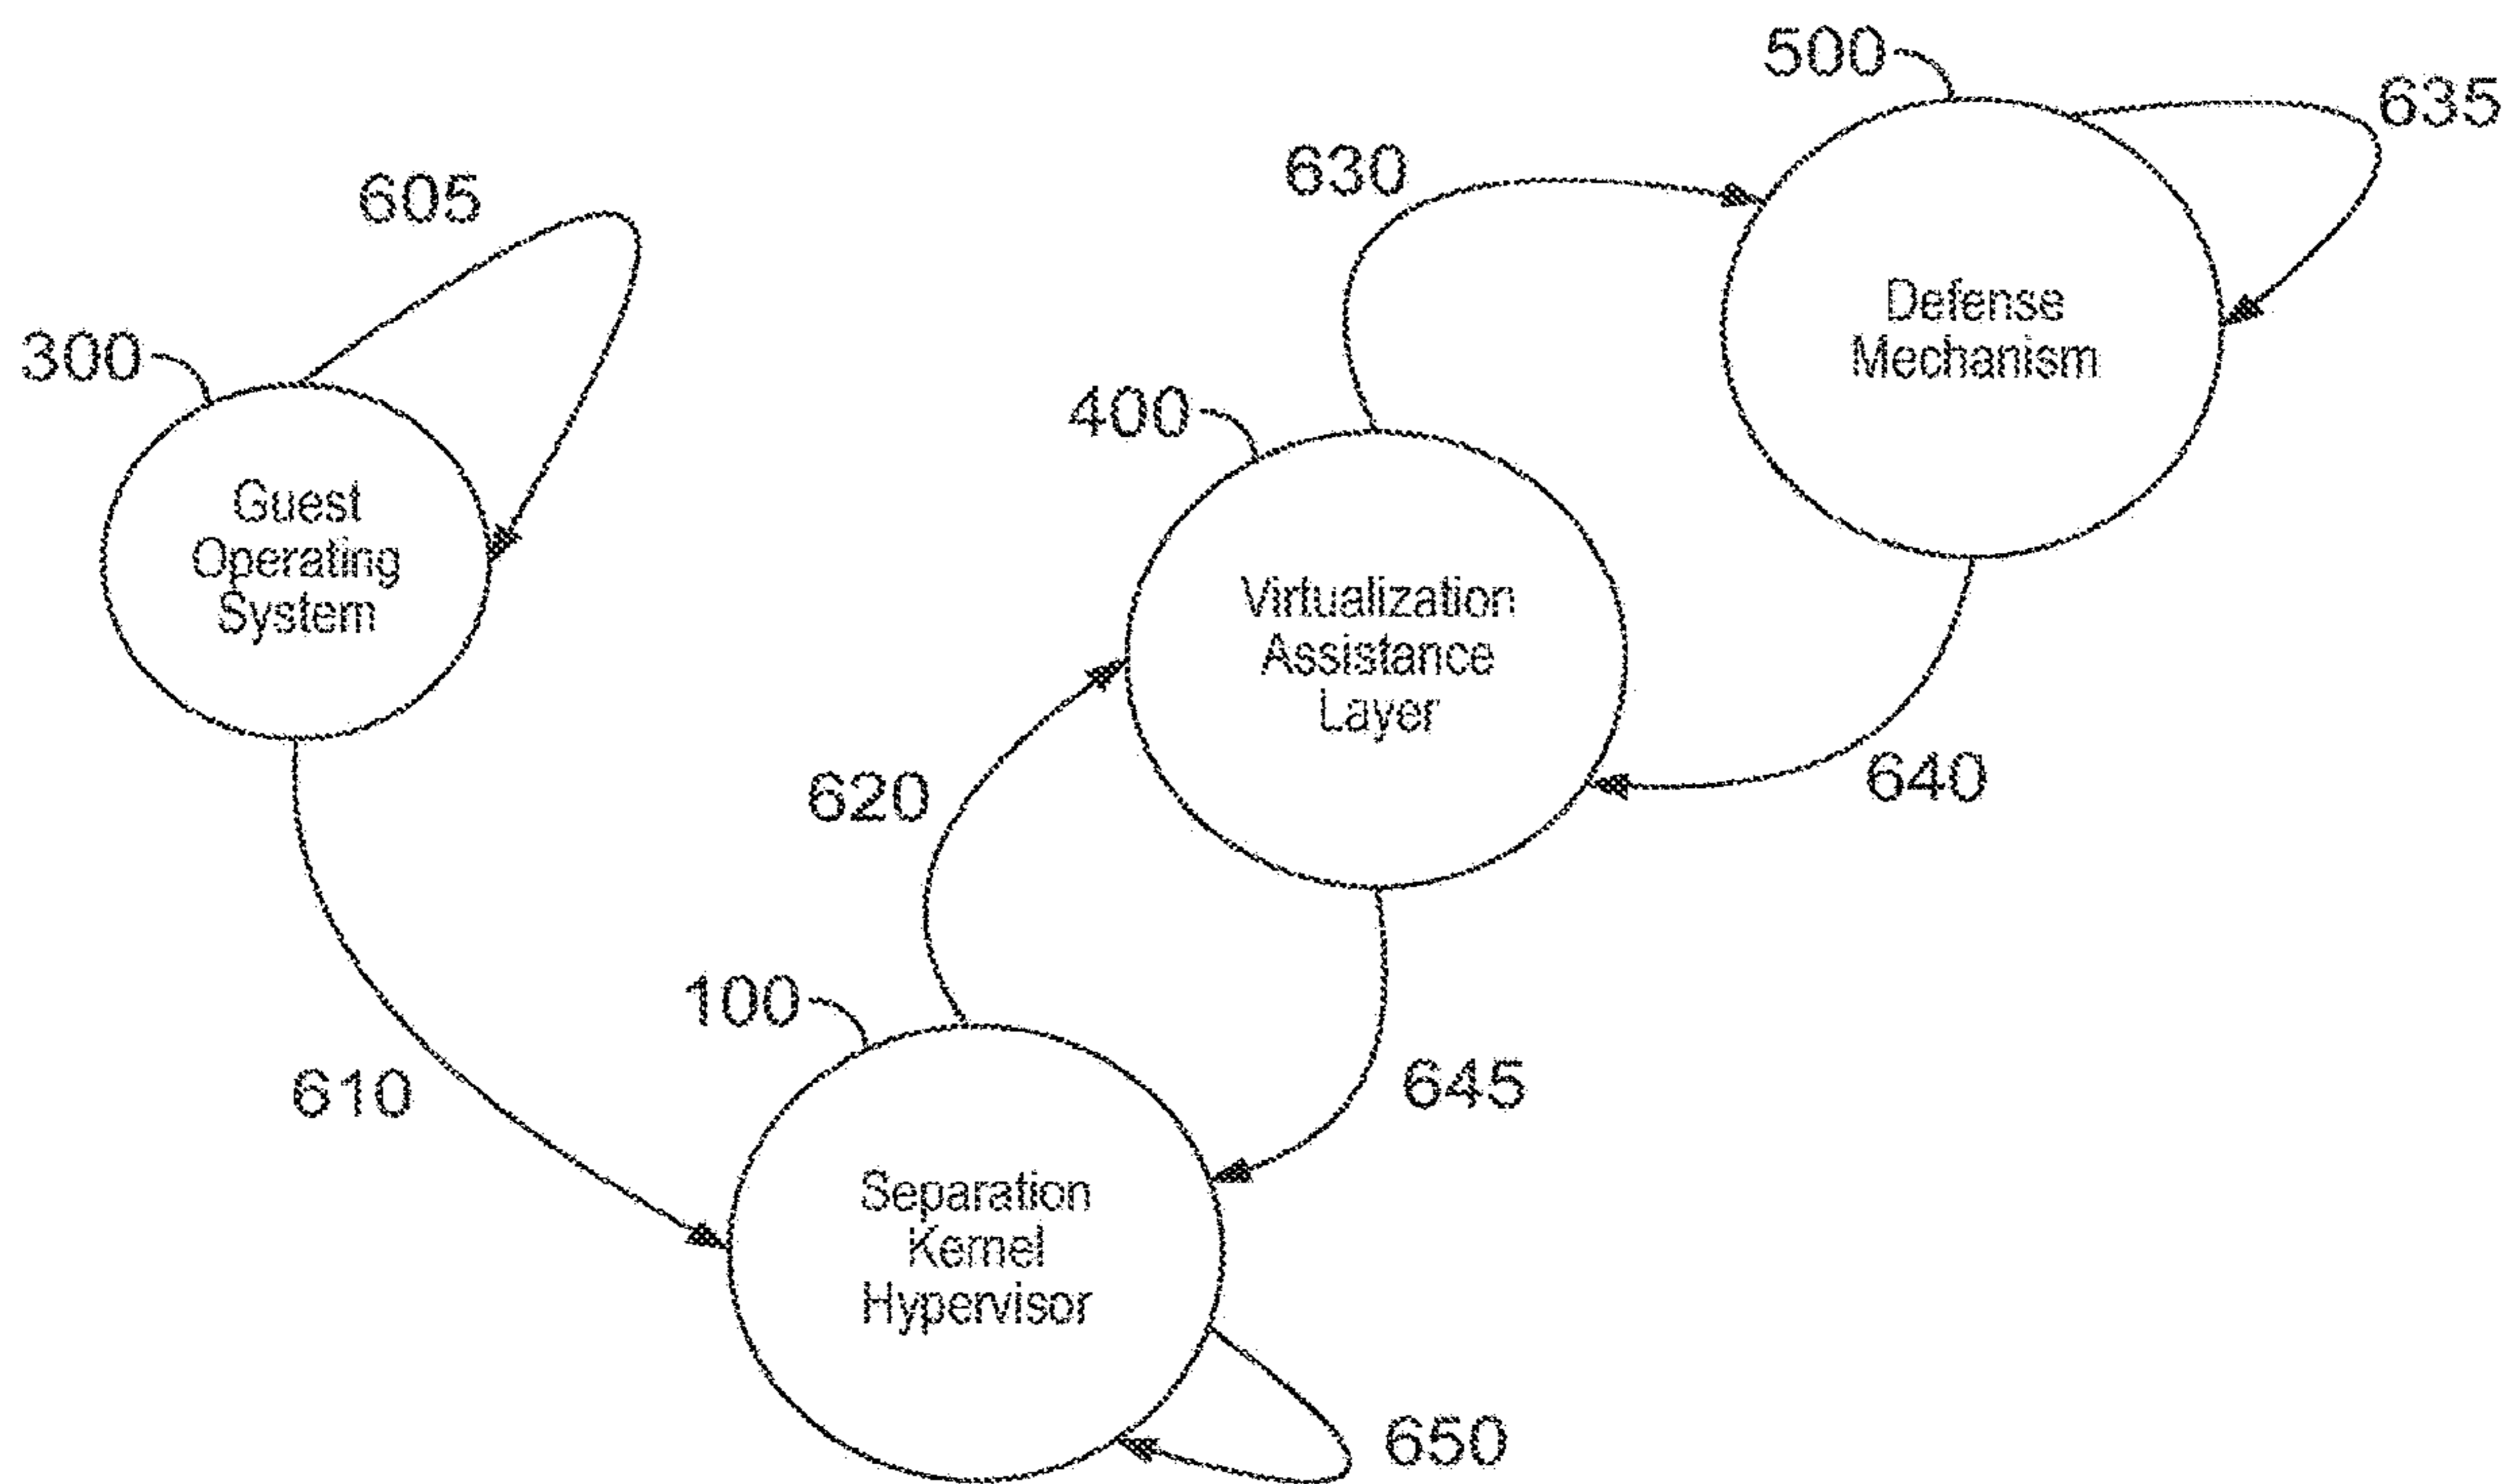 500
635
630
605
300
400
Defense
Mechanism
Guest
Operating
System
Virtualization
Assistance
Layer
620
640
100
645
610
Separation
Kernel
Hypervisor
650